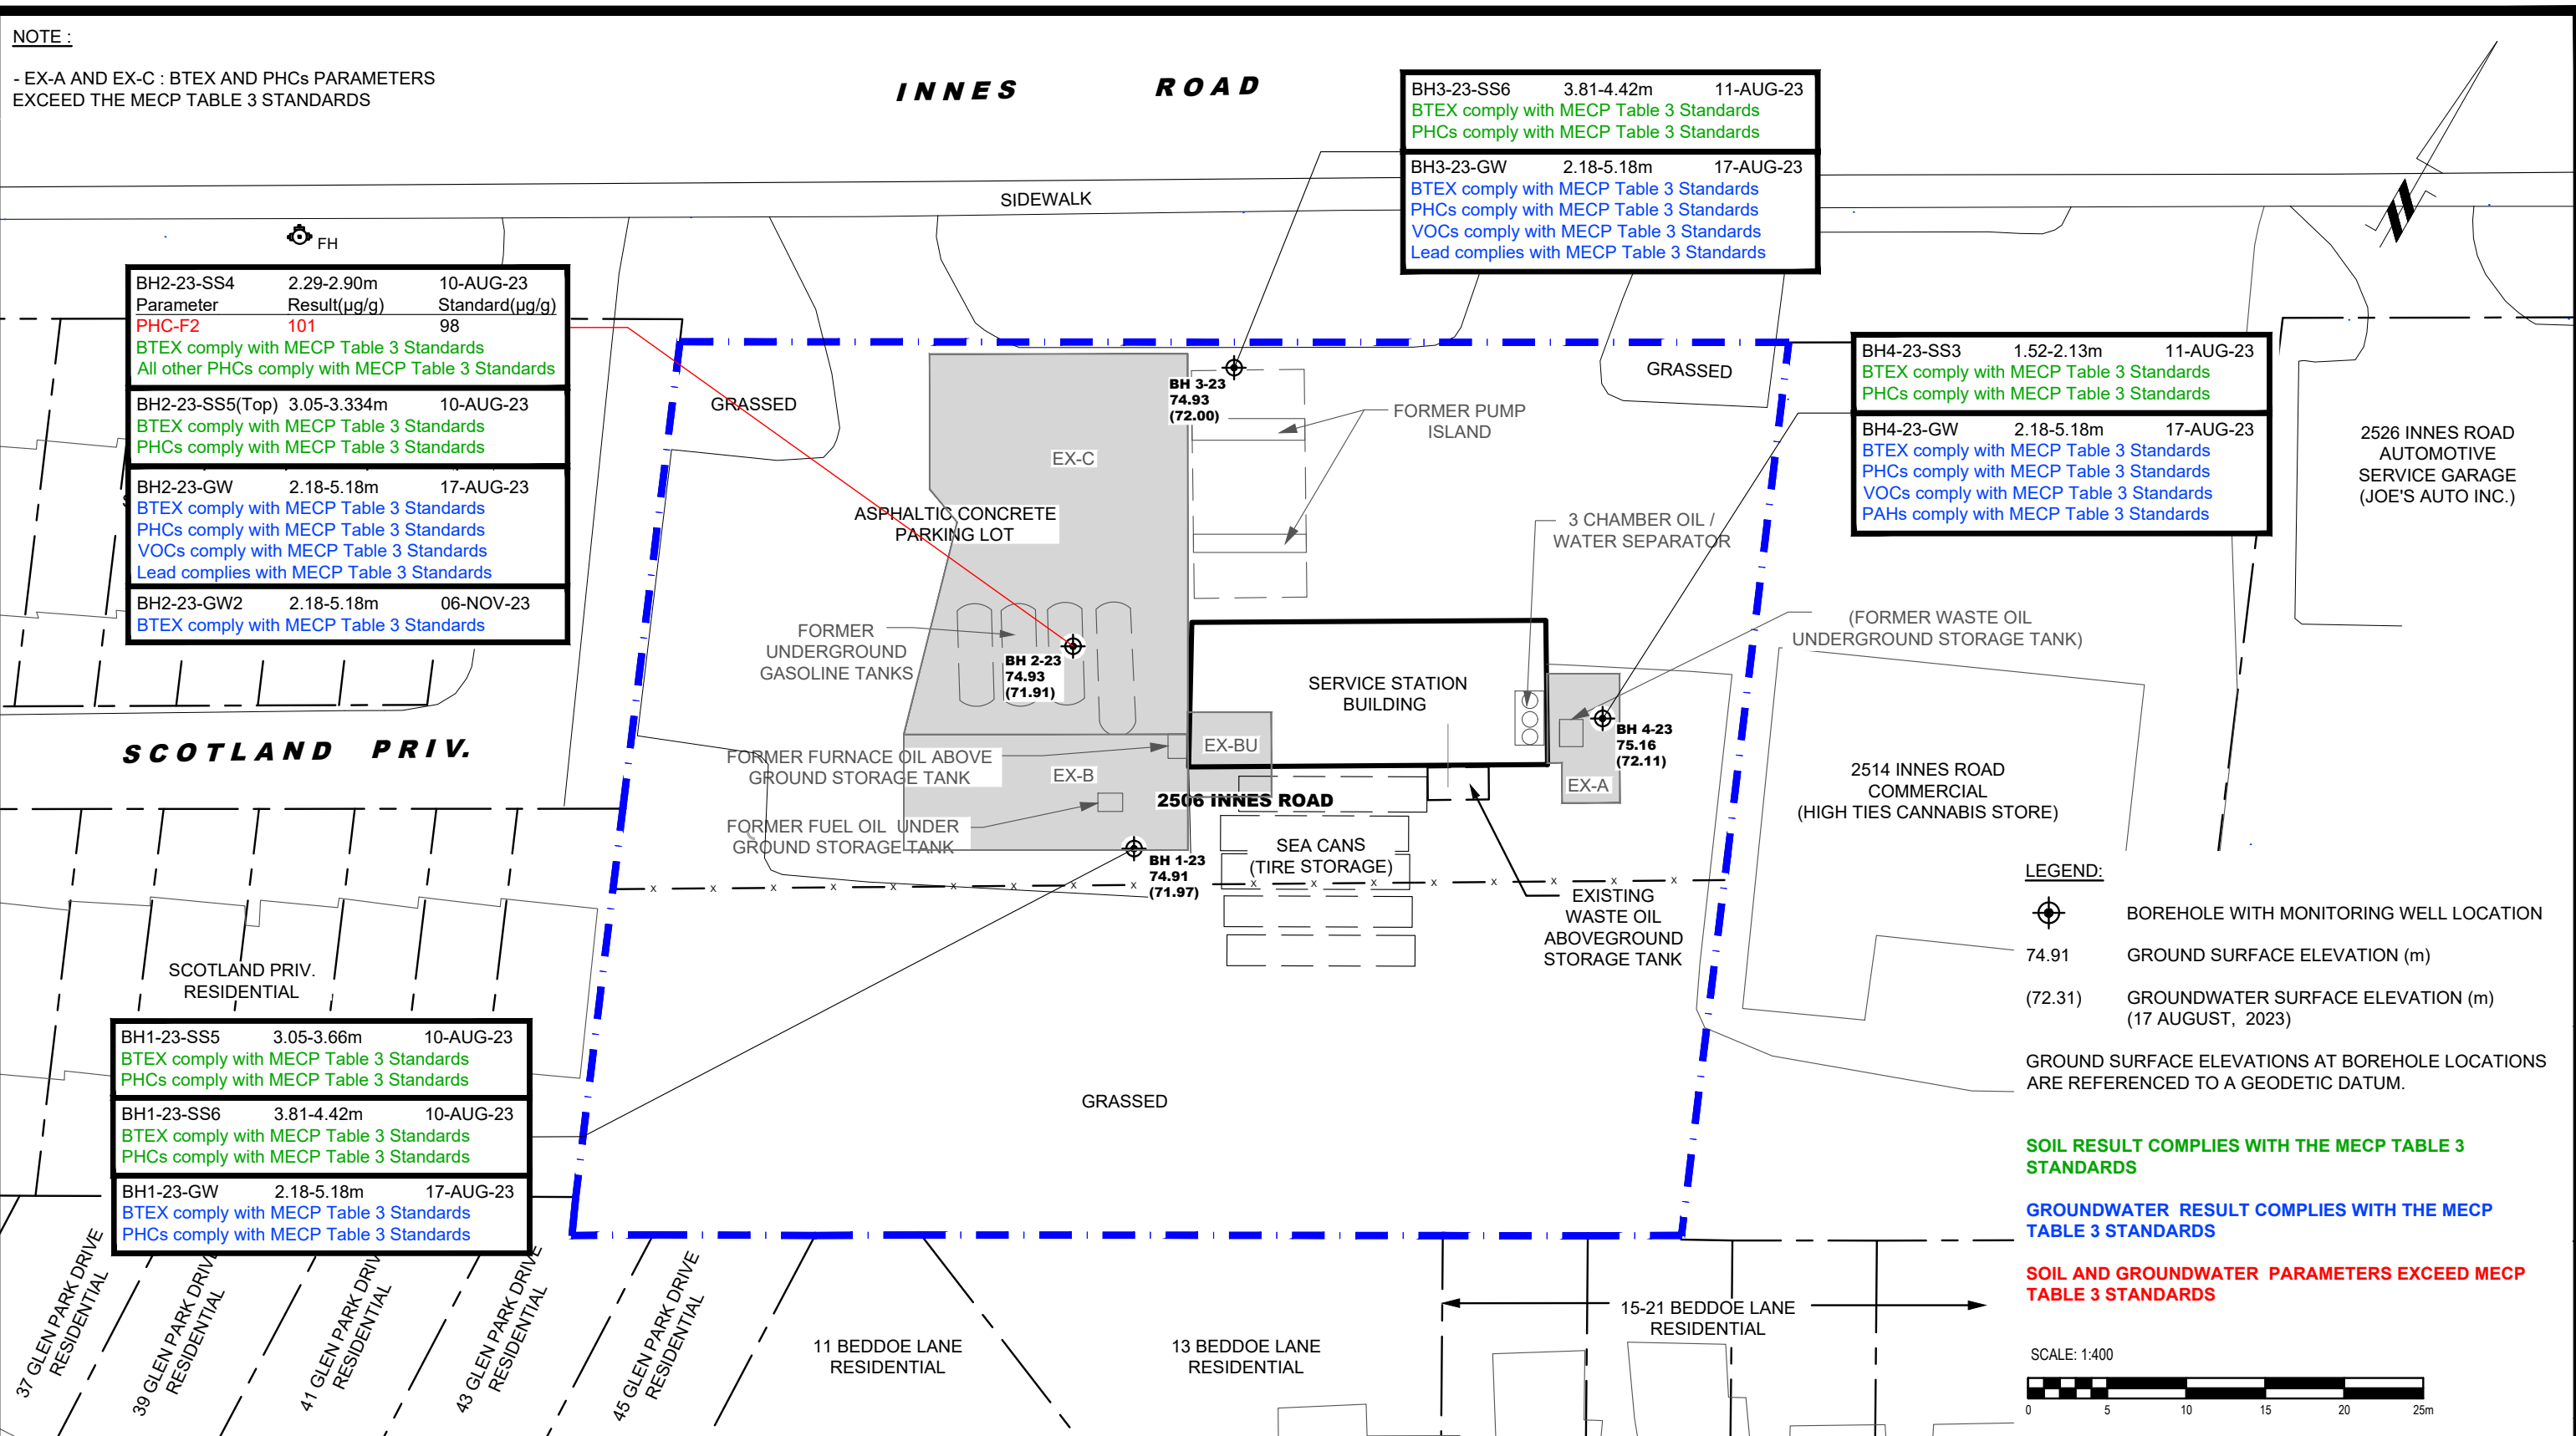 NOTE :
- EX-A AND EX-C : BTEX AND PHCs PARAMETERS
EXCEED THE MECP TABLE 3 STANDARDS
INNES ROAD
SIDEWALK
FH
BH3-23-SS6 3.81-4.42m 11-AUG-23
BTEX comply with MECP Table 3 Standards
PHCs comply with MECP Table 3 Standards
BH3-23-GW 2.18-5.18m 17-AUG-23
BTEX comply with MECP Table 3 Standards
PHCs comply with MECP Table 3 Standards
VOCs comply with MECP Table 3 Standards
Lead complies with MECP Table 3 Standards
BH2-23-SS4 2.29-2.90m 10-AUG-23
Parameter Result(µg/g) Standard(µg/g)
PHC-F2 101 98
BTEX comply with MECP Table 3 Standards
All other PHCs comply with MECP Table 3 Standards
BH2-23-SS5(Top) 3.05-3.334m 10-AUG-23
BTEX comply with MECP Table 3 Standards
PHCs comply with MECP Table 3 Standards
BH2-23-GW 2.18-5.18m 17-AUG-23
BTEX comply with MECP Table 3 Standards
PHCs comply with MECP Table 3 Standards
VOCs comply with MECP Table 3 Standards
Lead complies with MECP Table 3 Standards
BH2-23-GW2 2.18-5.18m 06-NOV-23
BTEX comply with MECP Table 3 Standards
BH4-23-SS3 1.52-2.13m 11-AUG-23
BTEX comply with MECP Table 3 Standards
PHCs comply with MECP Table 3 Standards
BH4-23-GW 2.18-5.18m 17-AUG-23
BTEX comply with MECP Table 3 Standards
PHCs comply with MECP Table 3 Standards
VOCs comply with MECP Table 3 Standards
PAHs comply with MECP Table 3 Standards
GRASSED
GRASSED
BH 3-23
74.93
(72.00)
FORMER PUMP
ISLAND
EX-C
ASPHALTIC CONCRETE
PARKING LOT
3 CHAMBER OIL /
WATER SEPARATOR
2526 INNES ROAD
AUTOMOTIVE
SERVICE GARAGE
(JOE'S AUTO INC.)
FORMER
UNDERGROUND
GASOLINE TANKS
BH 2-23
74.93
(71.91)
(FORMER WASTE OIL
UNDERGROUND STORAGE TANK)
SERVICE STATION
BUILDING
BH 4-23
75.16
(72.11)
SCOTLAND PRIV.
FORMER FURNACE OIL ABOVE
GROUND STORAGE TANK
EX-BU
EX-B
EX-A
2506 INNES ROAD
FORMER FUEL OIL UNDER
GROUND STORAGE TANK
BH 1-23
74.91
(71.97)
SEA CANS
(TIRE STORAGE)
x x x x x x x x x x x x x x x x x x
EXISTING
WASTE OIL
ABOVEGROUND
STORAGE TANK
2514 INNES ROAD
COMMERCIAL
(HIGH TIES CANNABIS STORE)
SCOTLAND PRIV.
RESIDENTIAL
BH1-23-SS5 3.05-3.66m 10-AUG-23
BTEX comply with MECP Table 3 Standards
PHCs comply with MECP Table 3 Standards
BH1-23-SS6 3.81-4.42m 10-AUG-23
BTEX comply with MECP Table 3 Standards
PHCs comply with MECP Table 3 Standards
BH1-23-GW 2.18-5.18m 17-AUG-23
BTEX comply with MECP Table 3 Standards
PHCs comply with MECP Table 3 Standards
GRASSED
37 GLEN PARK DRIVE
RESIDENTIAL
39 GLEN PARK DRIVE
RESIDENTIAL
41 GLEN PARK DRIVE
RESIDENTIAL
43 GLEN PARK DRIVE
RESIDENTIAL
45 GLEN PARK DRIVE
RESIDENTIAL
11 BEDDOE LANE
RESIDENTIAL
13 BEDDOE LANE
RESIDENTIAL
15-21 BEDDOE LANE
RESIDENTIAL
LEGEND:
BOREHOLE WITH MONITORING WELL LOCATION
74.91 GROUND SURFACE ELEVATION (m)
(72.31) GROUNDWATER SURFACE ELEVATION (m)
(17 AUGUST, 2023)
GROUND SURFACE ELEVATIONS AT BOREHOLE LOCATIONS
ARE REFERENCED TO A GEODETIC DATUM.
SOIL RESULT COMPLIES WITH THE MECP TABLE 3
STANDARDS
GROUNDWATER RESULT COMPLIES WITH THE MECP
TABLE 3 STANDARDS
SOIL AND GROUNDWATER PARAMETERS EXCEED MECP
TABLE 3 STANDARDS
SCALE: 1:400
0 5 10 15 20 25m